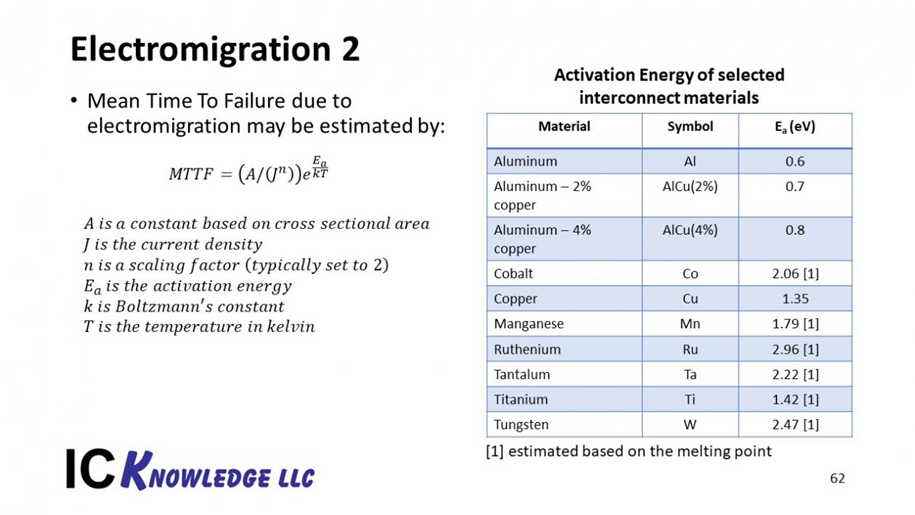 Electromigration 2
• Mean Time To Failure due to
electromigration may be estimated by:
MTTF = (A/(Jⁿ))e^(Eₐ/kT)
A is a constant based on cross sectional area
J is the current density
n is a scaling factor (typically set to 2)
Eₐ is the activation energy
k is Boltzmann′s constant
T is the temperature in kelvin
Activation Energy of selected
interconnect materials
Material Symbol Eₐ (eV)
Aluminum Al 0.6
Aluminum – 2%
copper AlCu(2%) 0.7
Aluminum – 4%
copper AlCu(4%) 0.8
Cobalt Co 2.06 [1]
Copper Cu 1.35
Manganese Mn 1.79 [1]
Ruthenium Ru 2.96 [1]
Tantalum Ta 2.22 [1]
Titanium Ti 1.42 [1]
Tungsten W 2.47 [1]
[1] estimated based on the melting point
IC KNOWLEDGE LLC
62